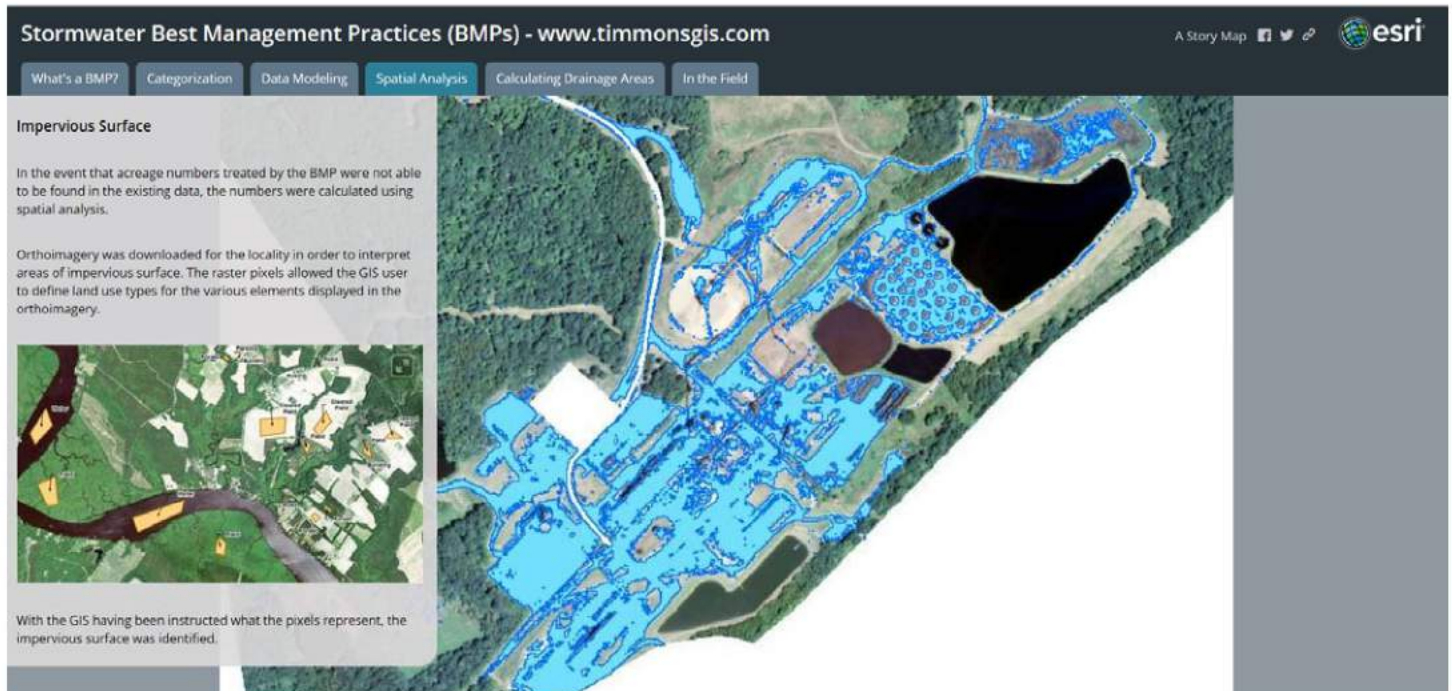 Stormwater Best Management Practices (BMPs) - www.timmonsgis.com
A Story Map
esri
What's a BMP?
Categorization
Data Modeling
Spatial Analysis
Calculating Drainage Areas
In the Field
Impervious Surface
In the event that acreage numbers treated by the BMP were not able
to be found in the existing data, the numbers were calculated using
spatial analysis.
Orthoimagery was downloaded for the locality in order to interpret
areas of impervious surface. The raster pixels allowed the GIS user
to define land use types for the various elements displayed in the
orthoimagery.
With the GIS having been instructed what the pixels represent, the
impervious surface was identified.